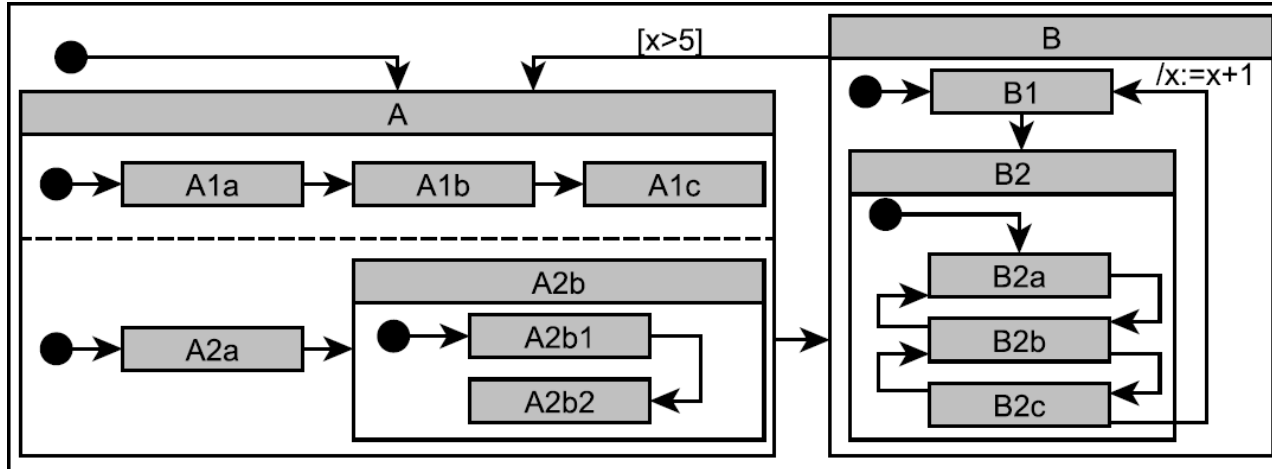 [x>5]
B
/x:=x+1
B1
A
A1a
A1b
A1c
B2
A2b
B2a
A2a
A2b1
B2b
A2b2
B2c